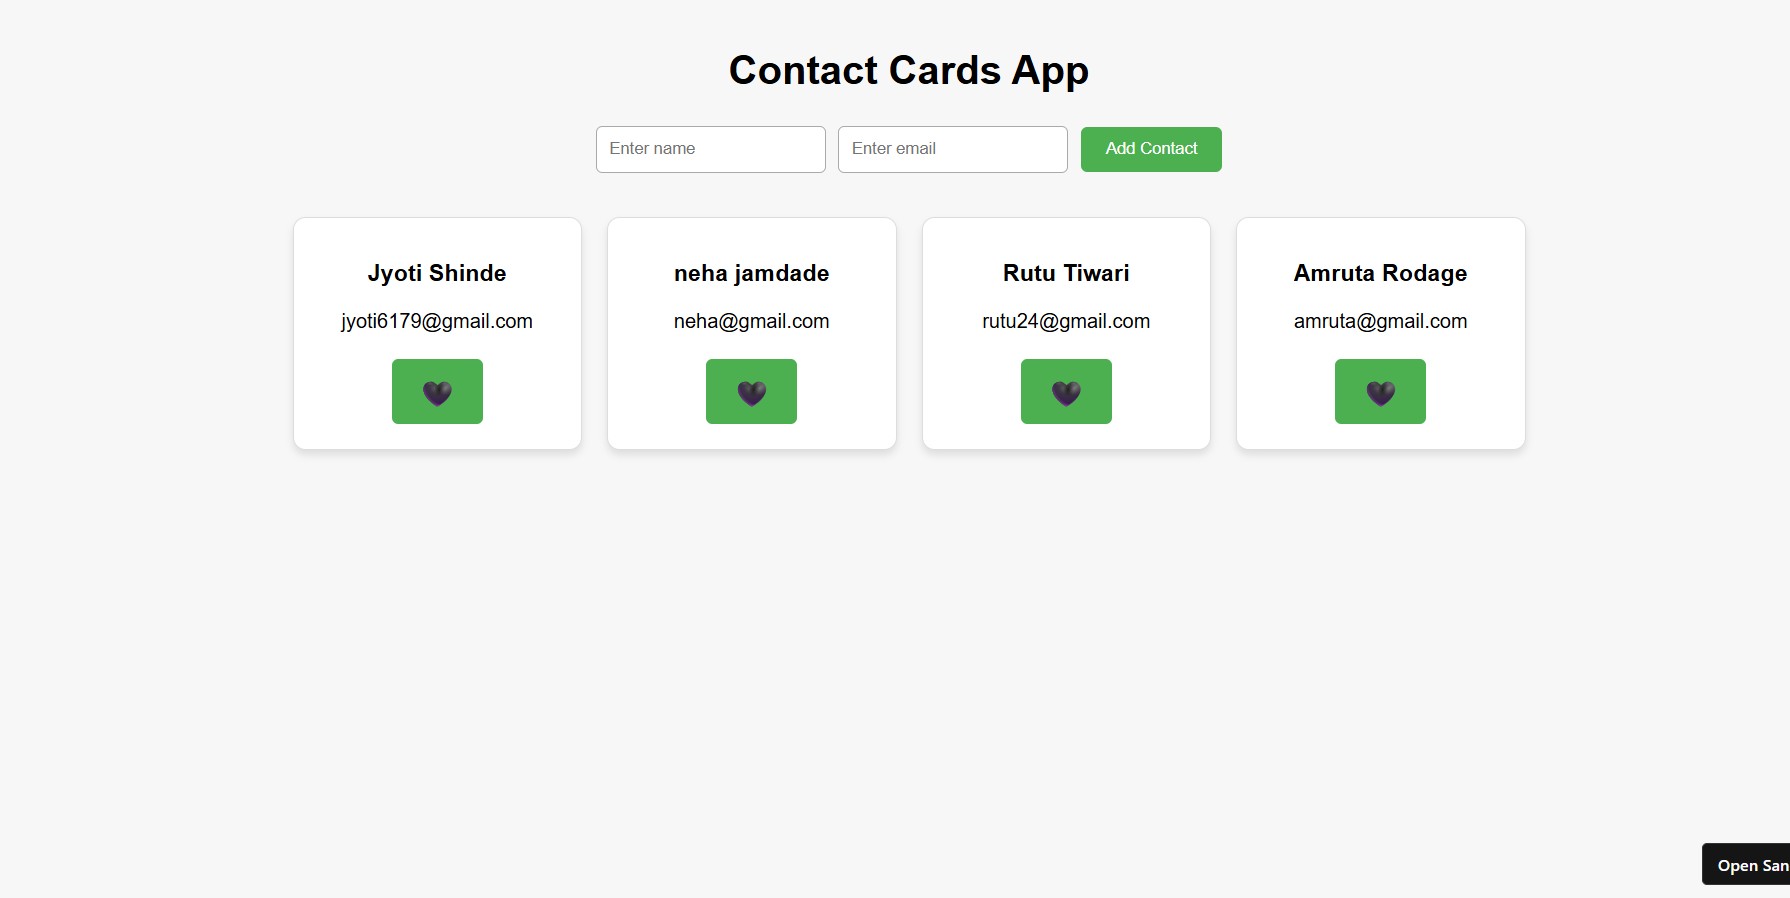 Contact Cards App
Enter name
Enter email
Add Contact
Jyoti Shinde
jyoti6179@gmail.com
neha jamdade
neha@gmail.com
Rutu Tiwari
rutu24@gmail.com
Amruta Rodage
amruta@gmail.com
Open San